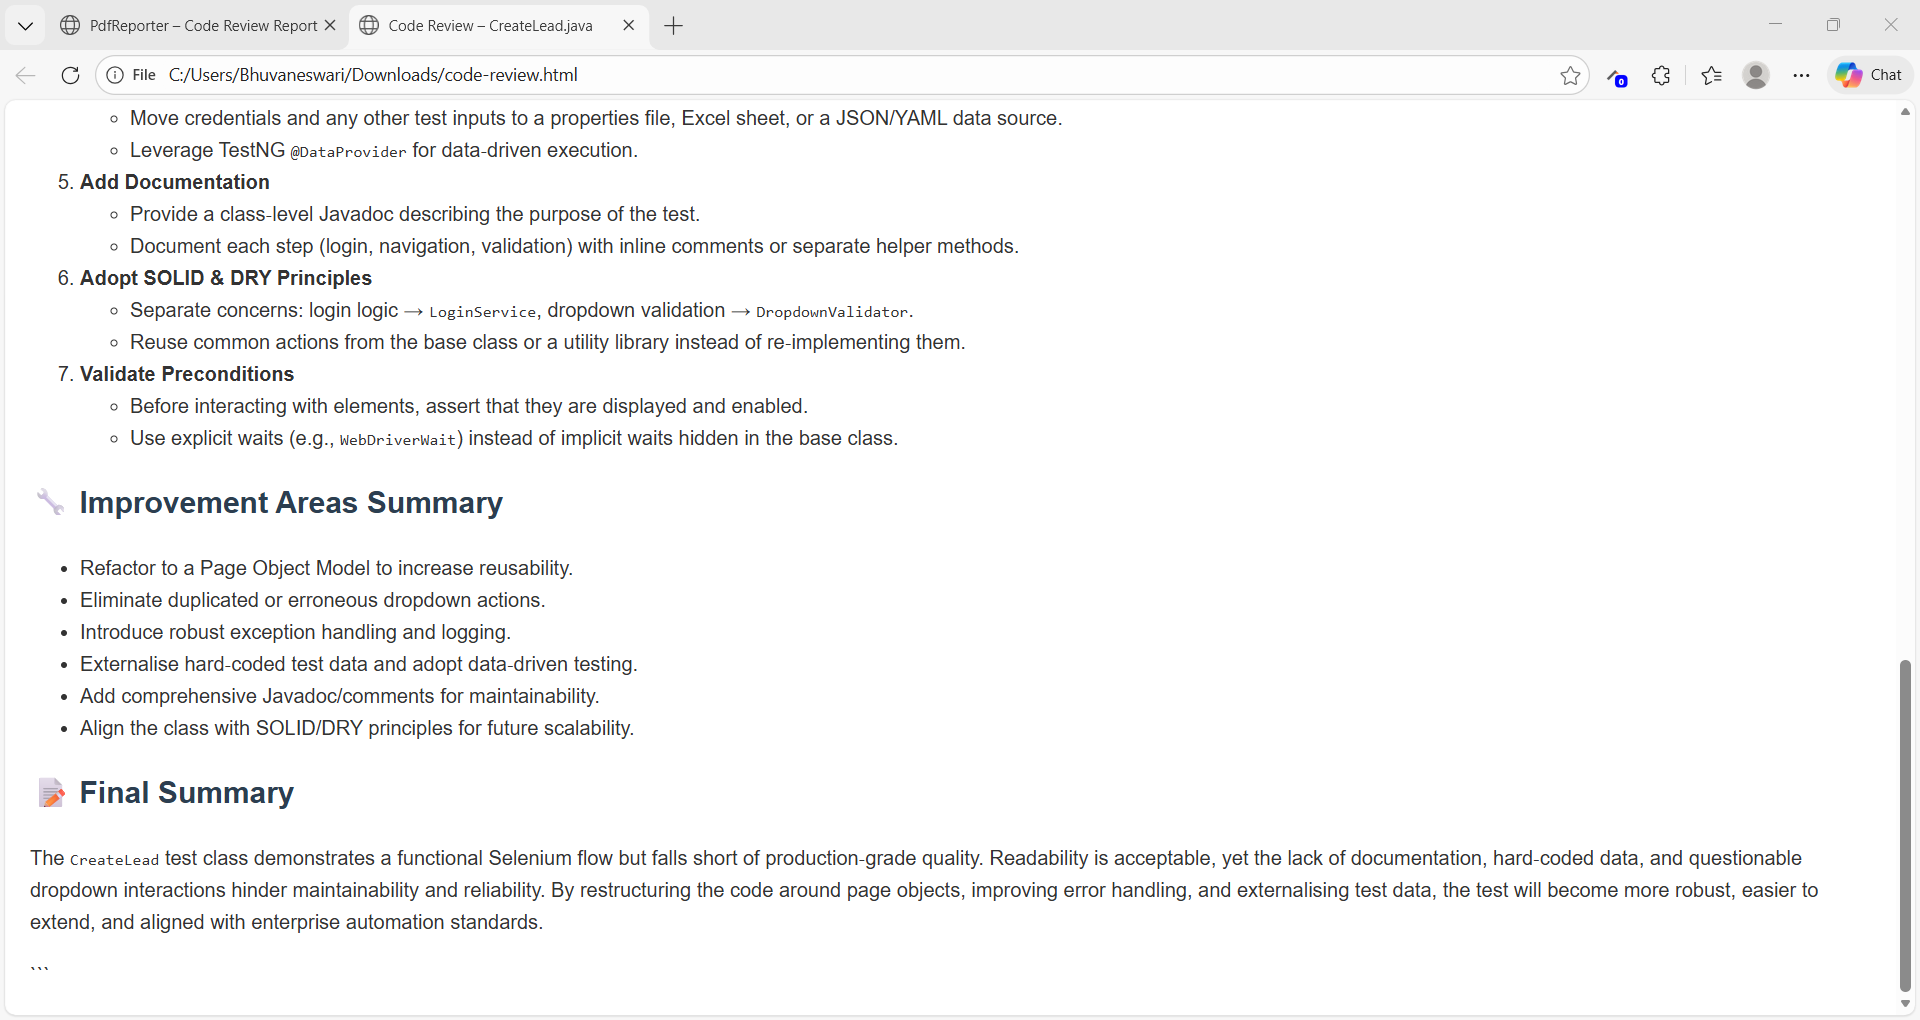 PdfReporter – Code Review Report
Code Review – CreateLead.java
File C:/Users/Bhuvaneswari/Downloads/code-review.html
0
Chat
◦ Move credentials and any other test inputs to a properties file, Excel sheet, or a JSON/YAML data source.
◦ Leverage TestNG @DataProvider for data-driven execution.
5. Add Documentation
◦ Provide a class-level Javadoc describing the purpose of the test.
◦ Document each step (login, navigation, validation) with inline comments or separate helper methods.
6. Adopt SOLID & DRY Principles
◦ Separate concerns: login logic → LoginService, dropdown validation → DropdownValidator.
◦ Reuse common actions from the base class or a utility library instead of re-implementing them.
7. Validate Preconditions
◦ Before interacting with elements, assert that they are displayed and enabled.
◦ Use explicit waits (e.g., WebDriverWait) instead of implicit waits hidden in the base class.
🔧 Improvement Areas Summary
• Refactor to a Page Object Model to increase reusability.
• Eliminate duplicated or erroneous dropdown actions.
• Introduce robust exception handling and logging.
• Externalise hard-coded test data and adopt data-driven testing.
• Add comprehensive Javadoc/comments for maintainability.
• Align the class with SOLID/DRY principles for future scalability.
📝 Final Summary
The CreateLead test class demonstrates a functional Selenium flow but falls short of production-grade quality. Readability is acceptable, yet the lack of documentation, hard-coded data, and questionable
dropdown interactions hinder maintainability and reliability. By restructuring the code around page objects, improving error handling, and externalising test data, the test will become more robust, easier to
extend, and aligned with enterprise automation standards.
```